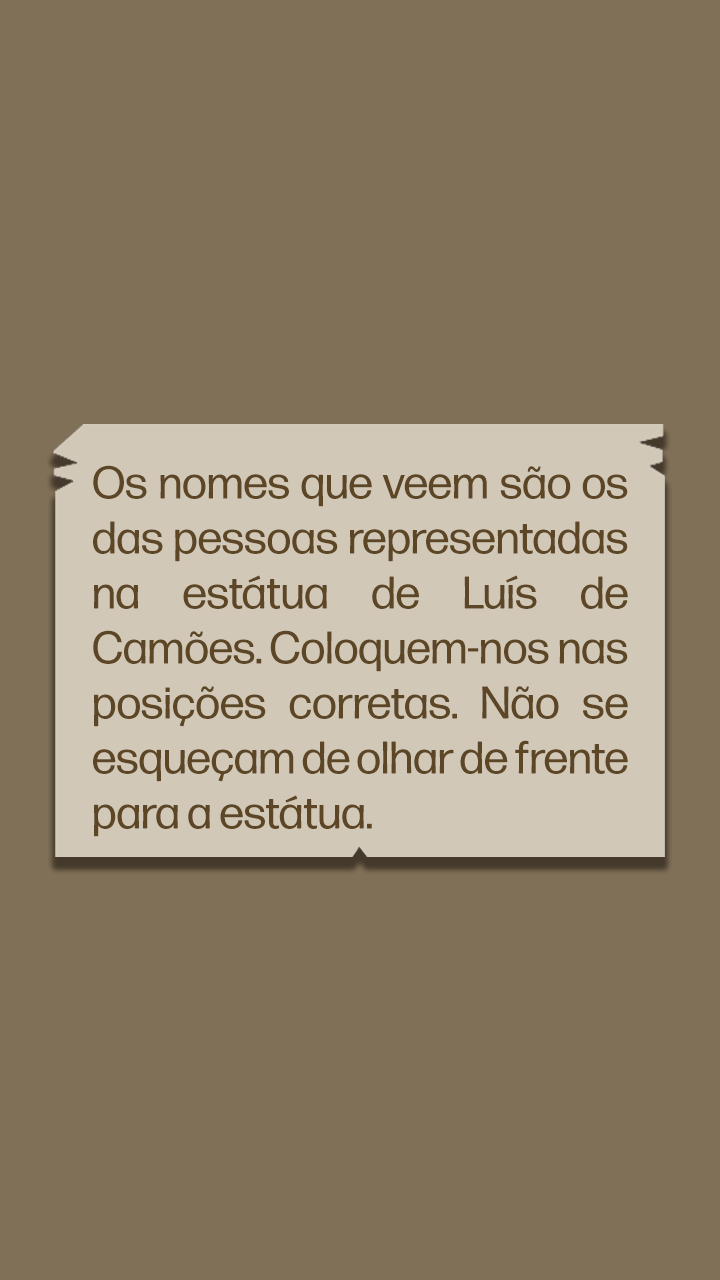 Os nomes que veem são os
das pessoas representadas
na estátua de Luís de
Camões. Coloquem-nos nas
posições corretas. Não se
esqueçam de olhar de frente
para a estátua.